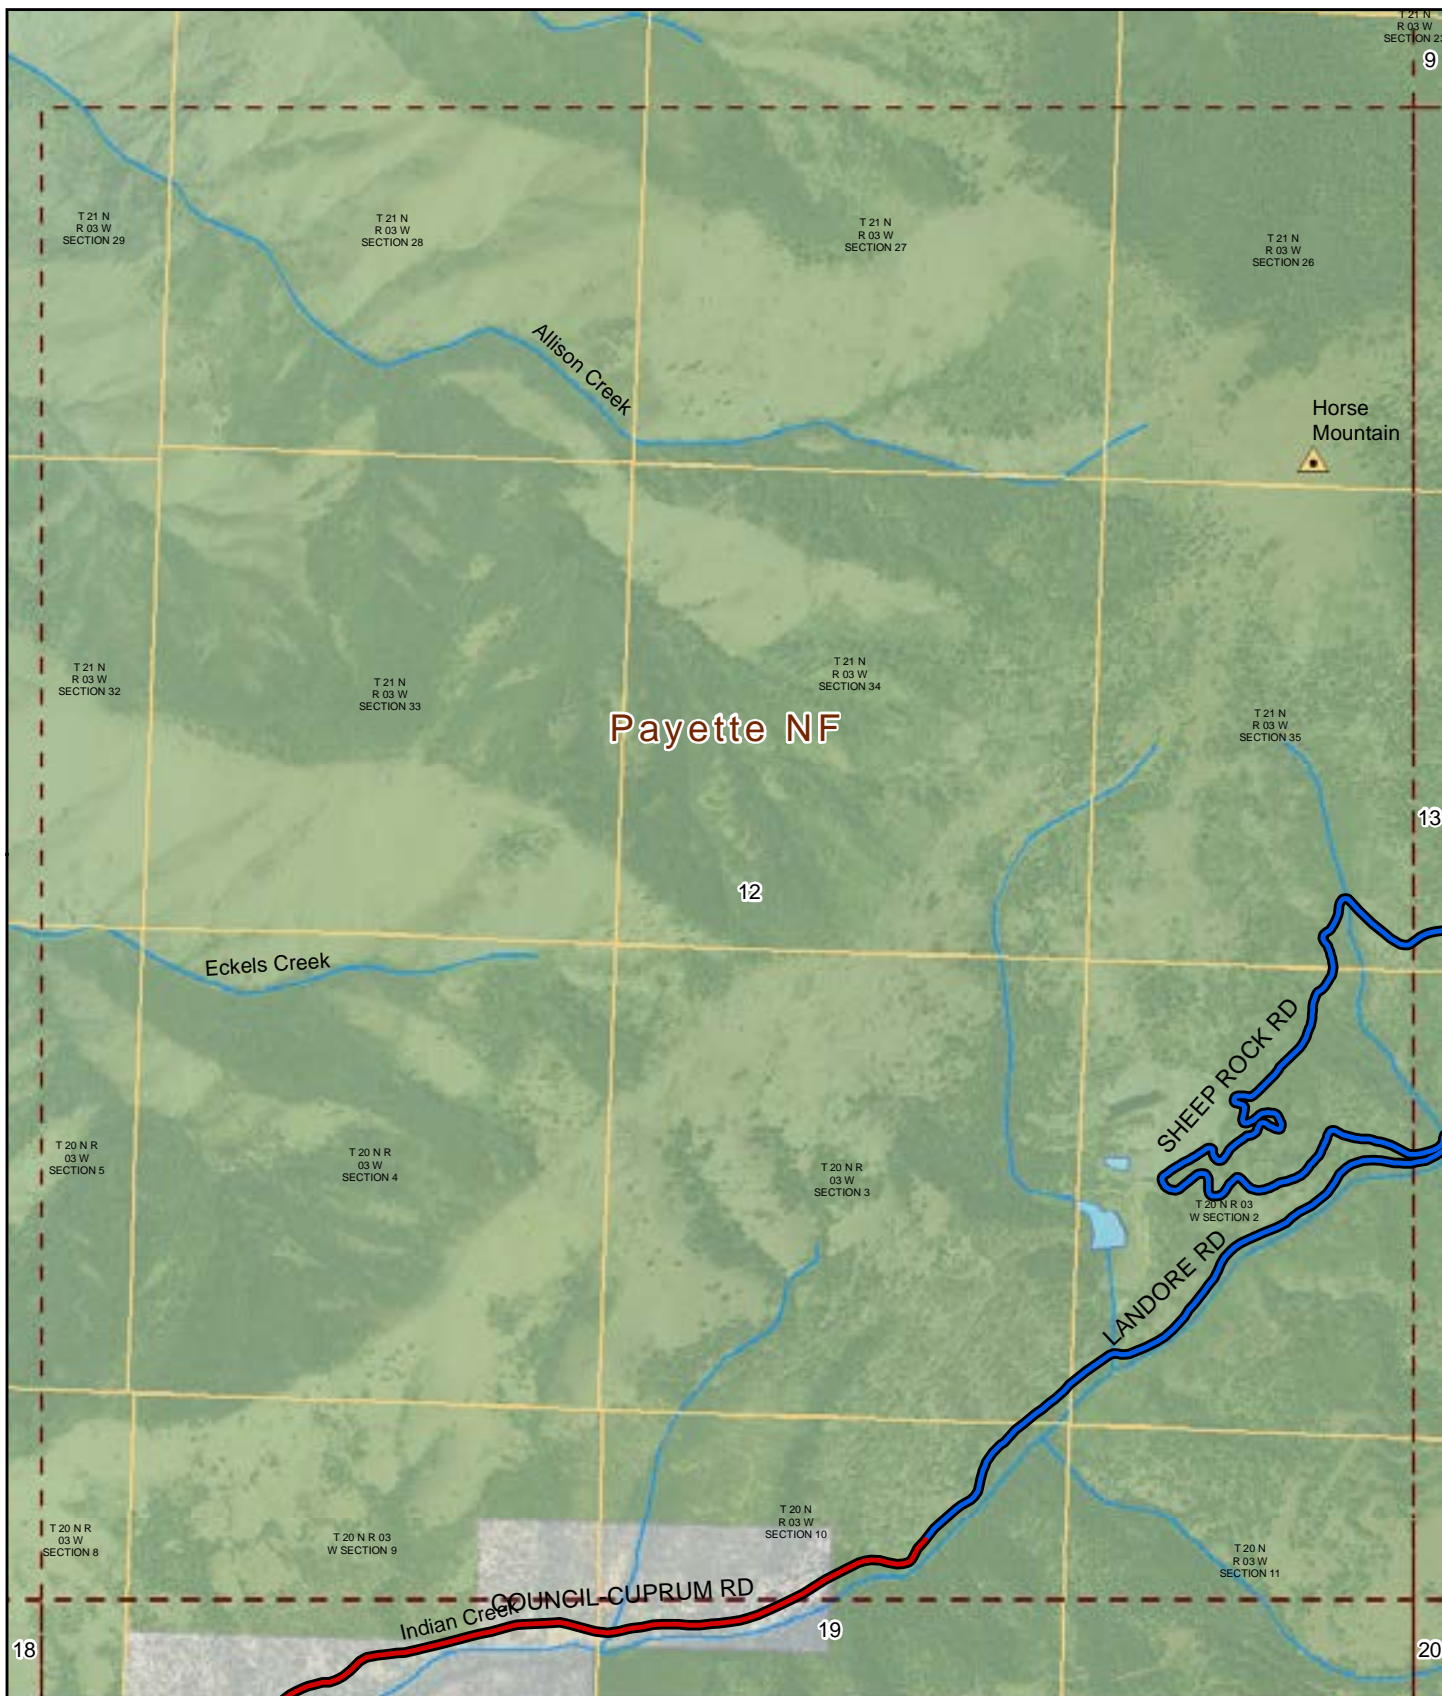 T 21 N
R 03 W
SECTION 23
9
T 21 N
R 03 W
SECTION 29
T 21 N
R 03 W
SECTION 28
T 21 N
R 03 W
SECTION 27
T 21 N
R 03 W
SECTION 26
Allison Creek
Horse
Mountain
T 21 N
R 03 W
SECTION 32
T 21 N
R 03 W
SECTION 33
T 21 N
R 03 W
SECTION 34
Payette NF
T 21 N
R 03 W
SECTION 35
13
12
Eckels Creek
SHEEP ROCK RD
T 20 N R
03 W
SECTION 5
T 20 N R
03 W
SECTION 4
T 20 N R
03 W
SECTION 3
T 20 N R 03
W SECTION 2
LANDORE RD
T 20 N R
03 W
SECTION 8
T 20 N R 03
W SECTION 9
T 20 N
R 03 W
SECTION 10
T 20 N
R 03 W
SECTION 11
COUNCIL-CUPRUM RD
Indian Creek
18
19
20